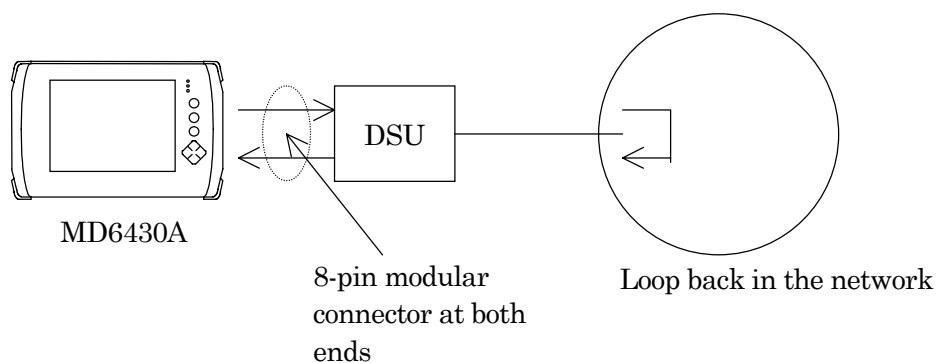 DSU
MD6430A
8-pin modular
connector at both
ends
Loop back in the network